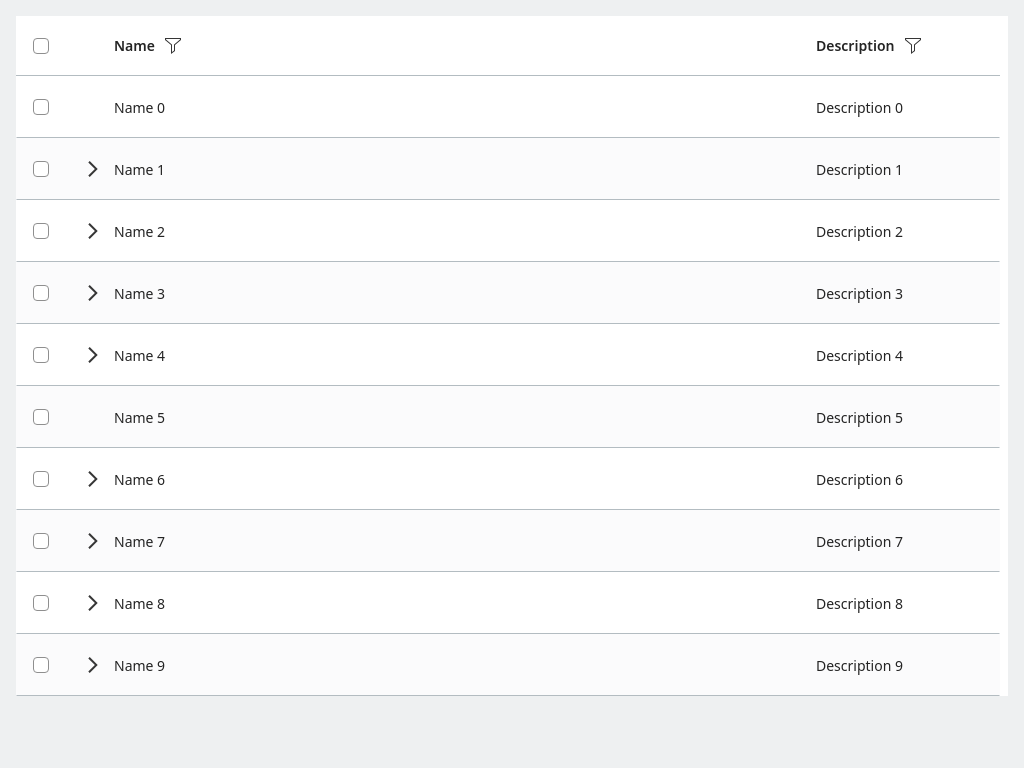 Name Description
Name 0 Description 0
Name 1 Description 1
Name 2 Description 2
Name 3 Description 3
Name 4 Description 4
Name 5 Description 5
Name 6 Description 6
Name 7 Description 7
Name 8 Description 8
Name 9 Description 9